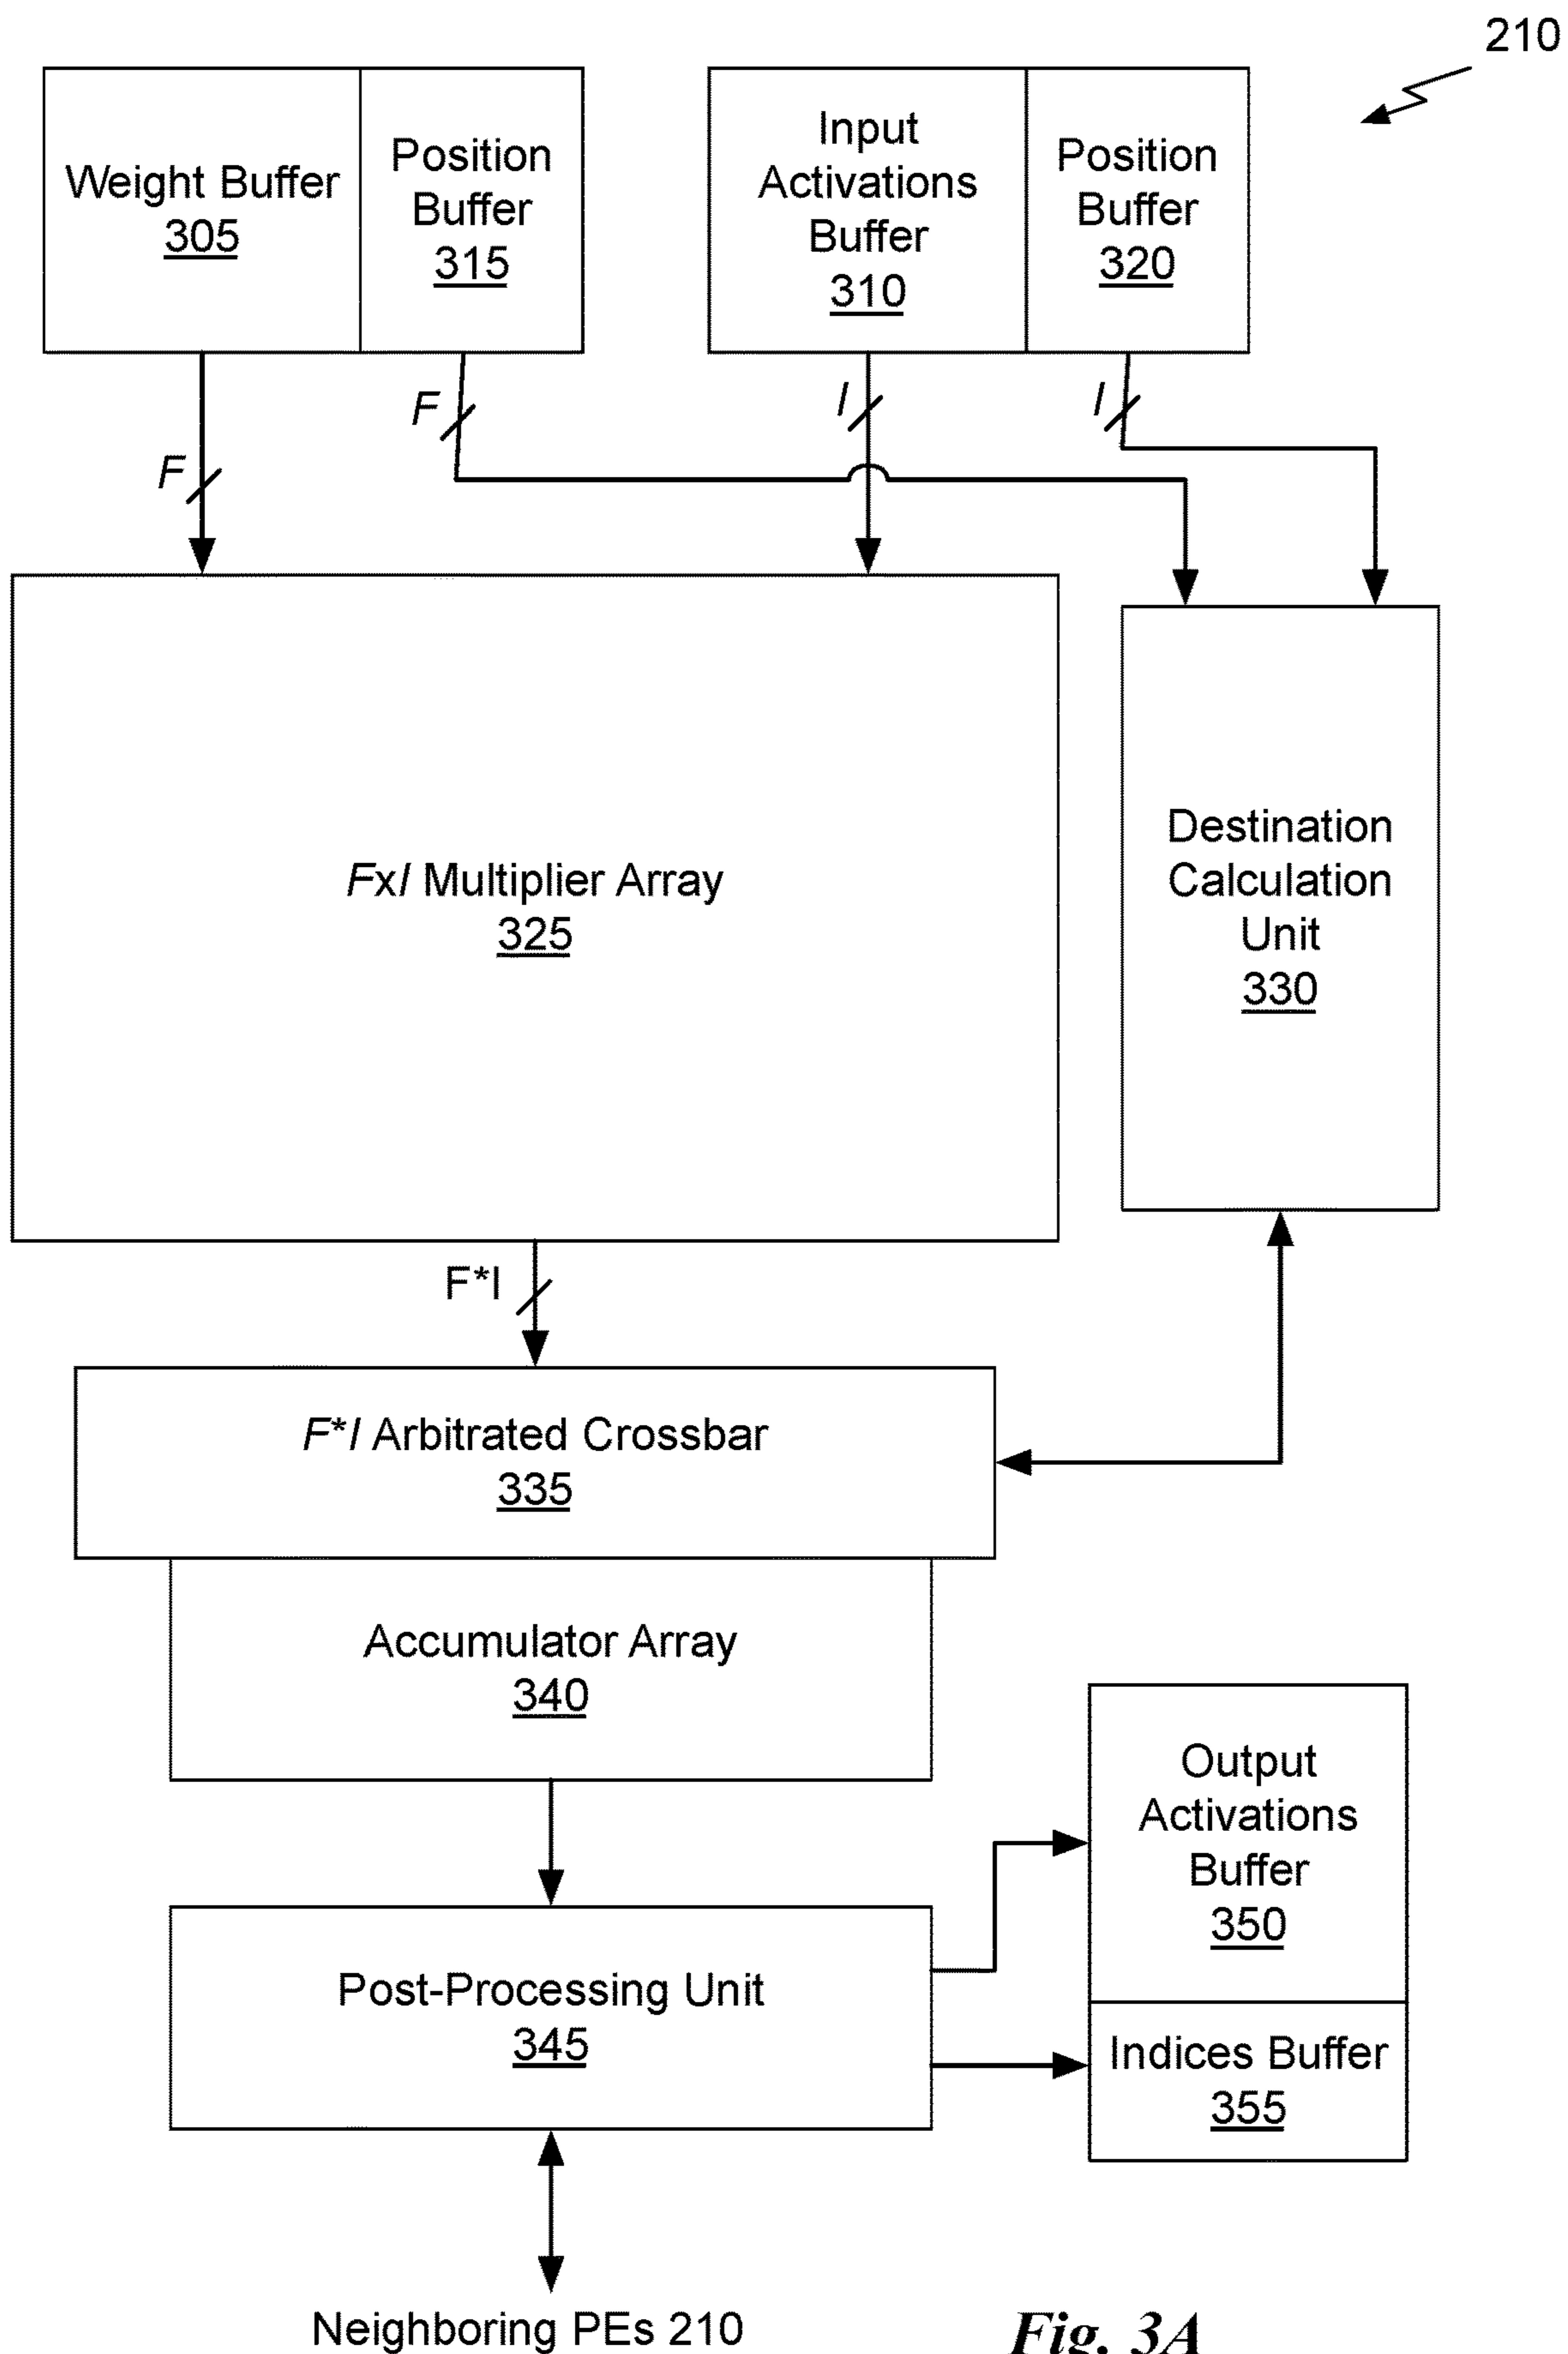 210
Weight Buffer
305
Position
Buffer
315
Input
Activations
Buffer
310
Position
Buffer
320
F
F
I
I
FxI Multiplier Array
325
Destination
Calculation
Unit
330
F*I
F*I Arbitrated Crossbar
335
Accumulator Array
340
Output
Activations
Buffer
350
Post-Processing Unit
345
Indices Buffer
355
Neighboring PEs 210
Fig. 3A